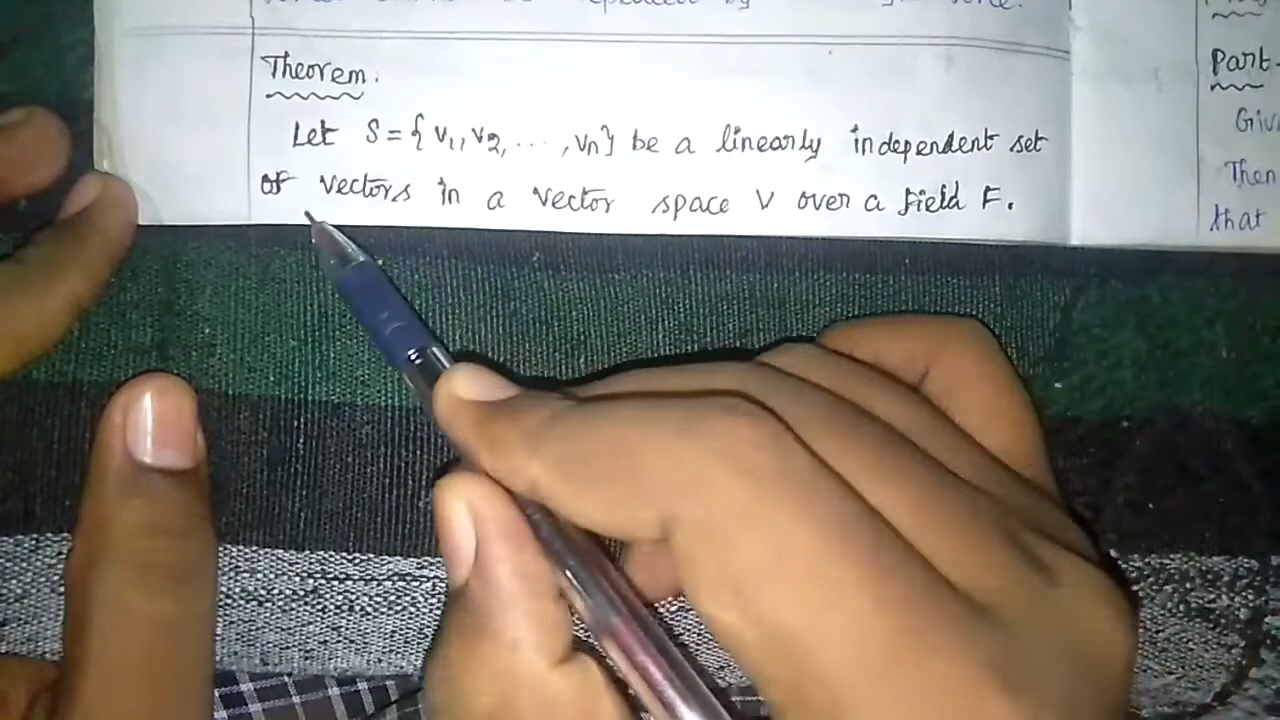 Theorem.
Let S = { v1, v2, ... , vn} be a linearly independent set
of vectors in a vector space V over a field F.
Part-
Giv
Then
that